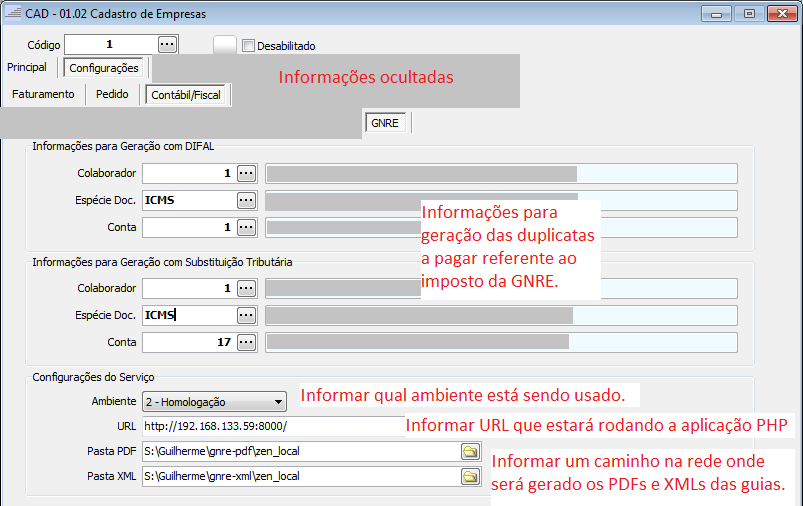 CAD - 01.02 Cadastro de Empresas
Código 1 ... Desabilitado
Principal Configurações
Informações ocultadas
Faturamento Pedido Contábil/Fiscal
GNRE
Informações para Geração com DIFAL
Colaborador 1 ...
Espécie Doc. ICMS ...
Conta 1 ...
Informações para
geração das duplicatas
a pagar referente ao
imposto da GNRE.
Informações para Geração com Substituição Tributária
Colaborador 1 ...
Espécie Doc. ICMS ...
Conta 17 ...
Configurações do Serviço
Ambiente 2 - Homologação
Informar qual ambiente está sendo usado.
URL http://192.168.133.59:8000/
Informar URL que estará rodando a aplicação PHP
Pasta PDF S:\Guilherme\gnre-pdf\zen_local
Pasta XML S:\Guilherme\gnre-xml\zen_local
Informar um caminho na rede onde
será gerado os PDFs e XMLs das guias.